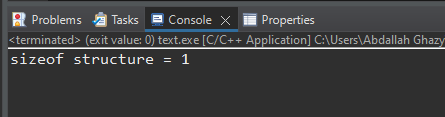 Problems Tasks Console Properties
<terminated> (exit value: 0) text.exe [C/C++ Application] C:\Users\Abdallah Ghazy
sizeof structure = 1